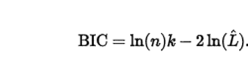 BIC = ln(n)k − 2 ln(L̂).